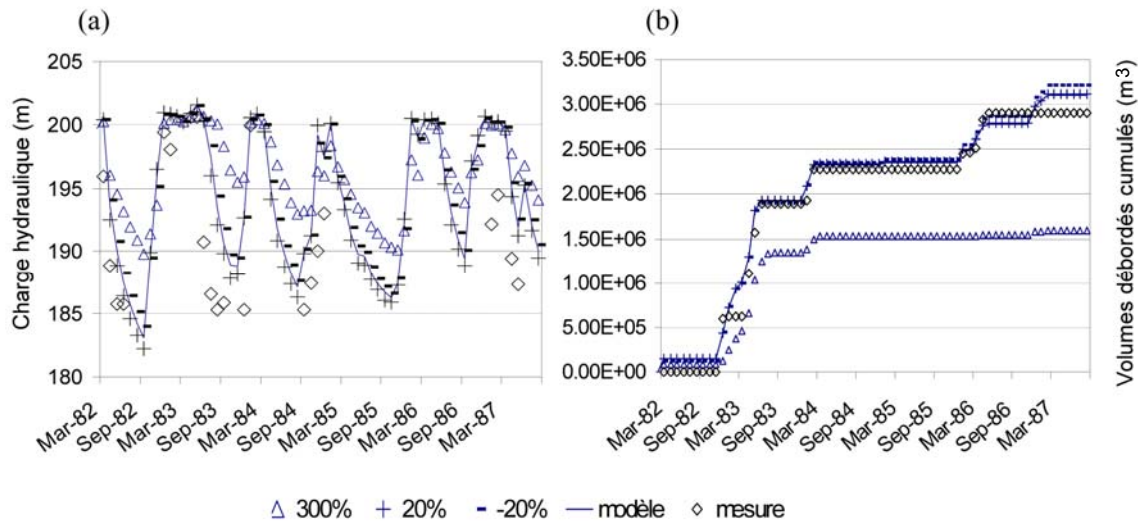 (a)
Charge hydraulique (m)
205
200
195
190
185
180
Mar-82
Sep-82
Mar-83
Sep-83
Mar-84
Sep-84
Mar-85
Sep-85
Mar-86
Sep-86
Mar-87
(b)
3.50E+06
3.00E+06
2.50E+06
2.00E+06
1.50E+06
1.00E+06
5.00E+05
0.00E+00
Mar-82
Sep-82
Mar-83
Sep-83
Mar-84
Sep-84
Mar-85
Sep-85
Mar-86
Sep-86
Mar-87
Volumes débordés cumulés (m³)
300% 20% -20% modèle mesure